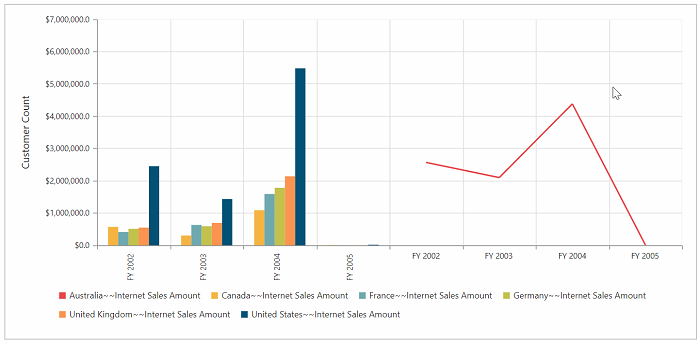 $7,000,000.0
$6,000,000.0
$5,000,000.0
$4,000,000.0
$3,000,000.0
$2,000,000.0
$1,000,000.0
$0.0
Customer Count
FY 2002
FY 2003
FY 2004
FY 2005
FY 2002
FY 2003
FY 2004
FY 2005
Australia~~Internet Sales Amount
Canada~~Internet Sales Amount
France~~Internet Sales Amount
Germany~~Internet Sales Amount
United Kingdom~~Internet Sales Amount
United States~~Internet Sales Amount